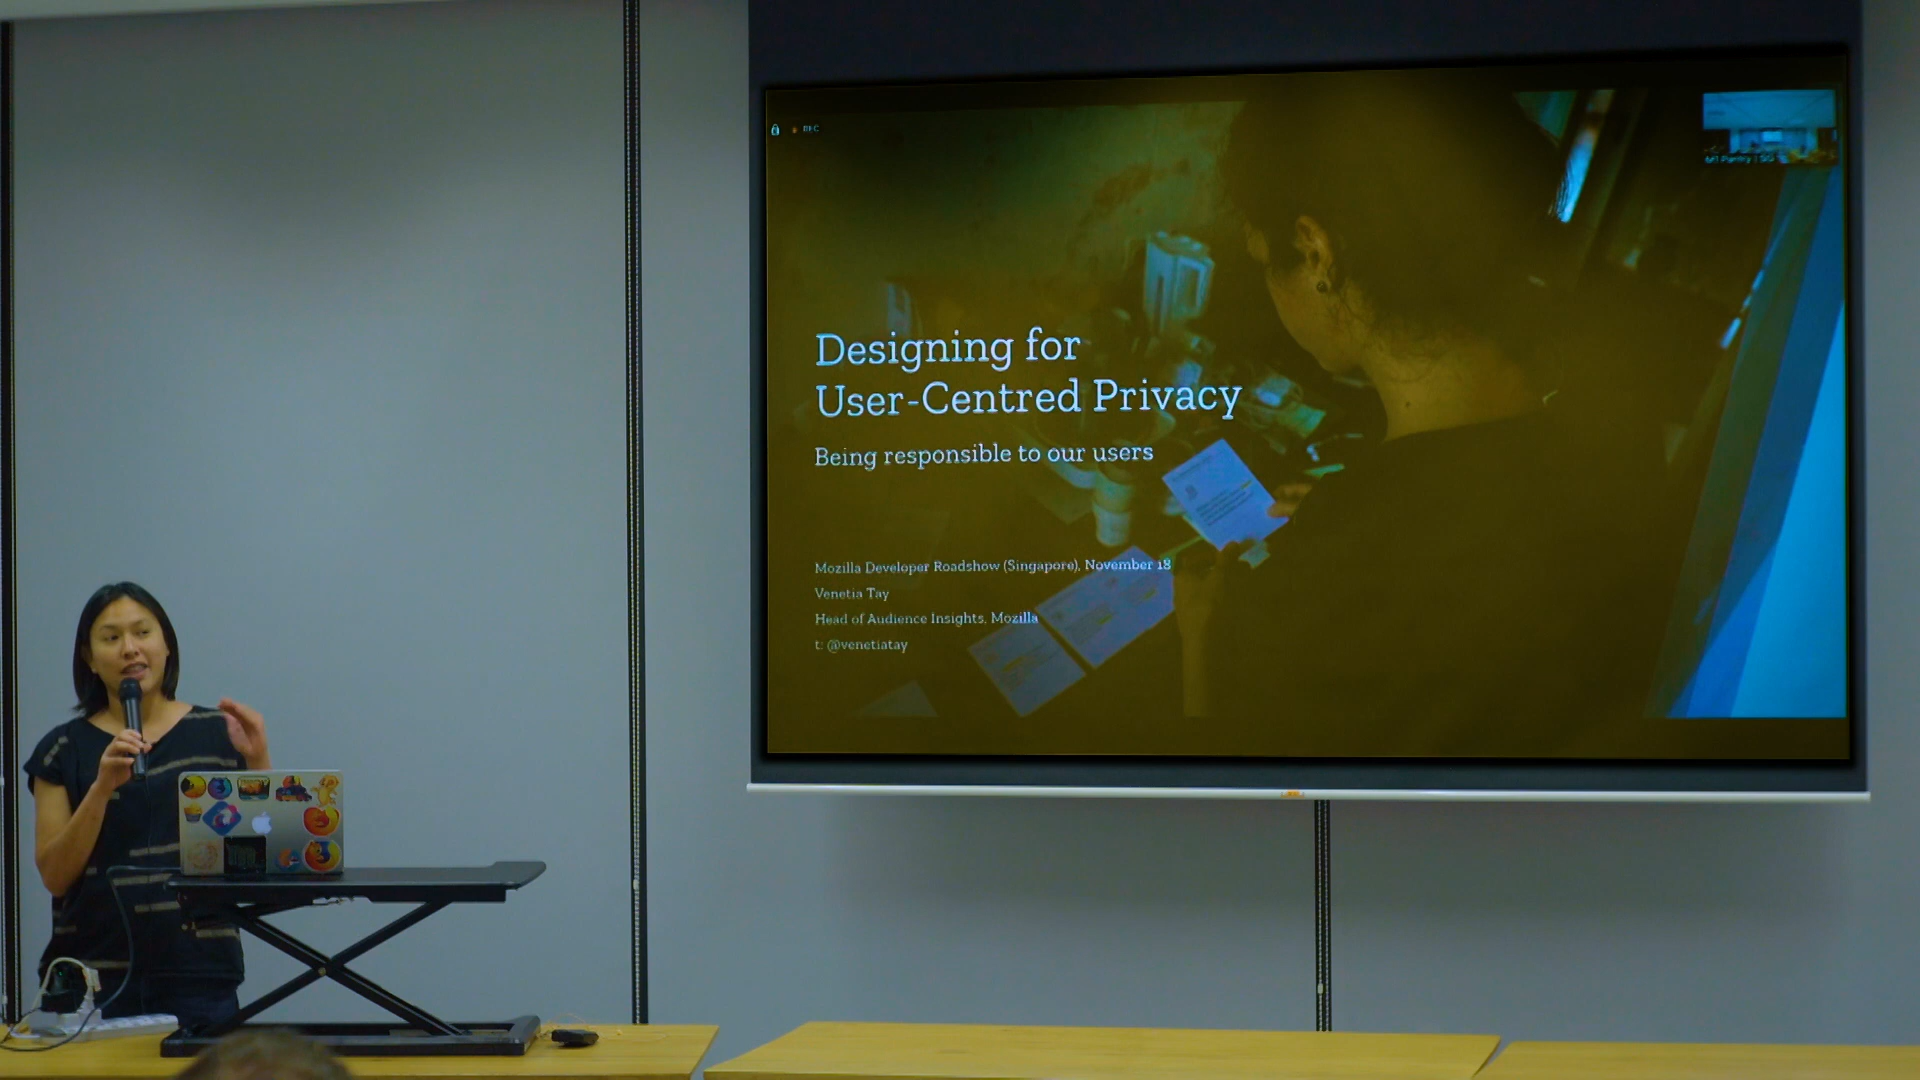 REC
Designing for
User-Centred Privacy
Being responsible to our users
Mozilla Developer Roadshow (Singapore), November 18
Venetia Tay
Head of Audience Insights, Mozilla
t: @venetiatay